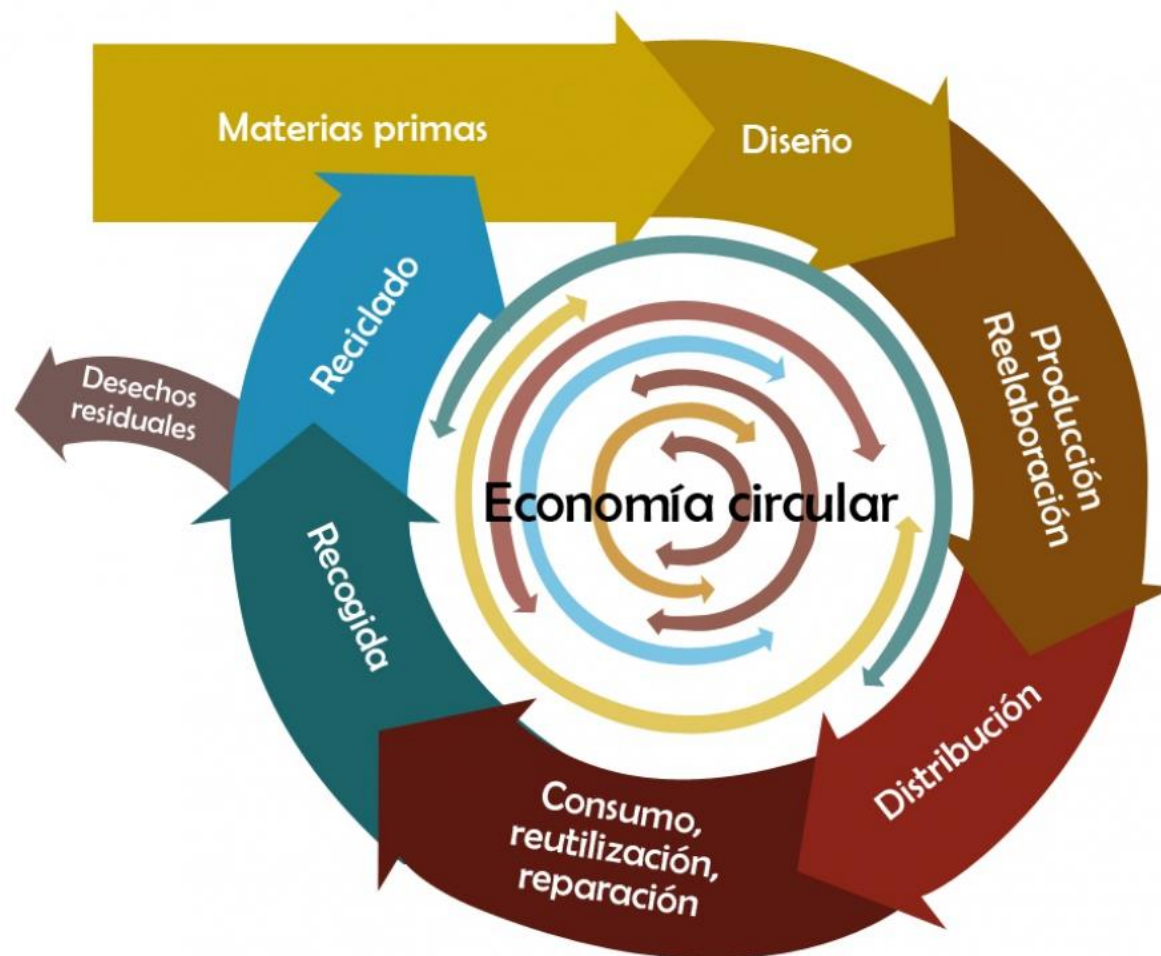 Materias primas
Diseño
Producción
Reelaboración
Distribución
Consumo,
reutilización,
reparación
Recogida
Reciclado
Desechos
residuales
Economía circular